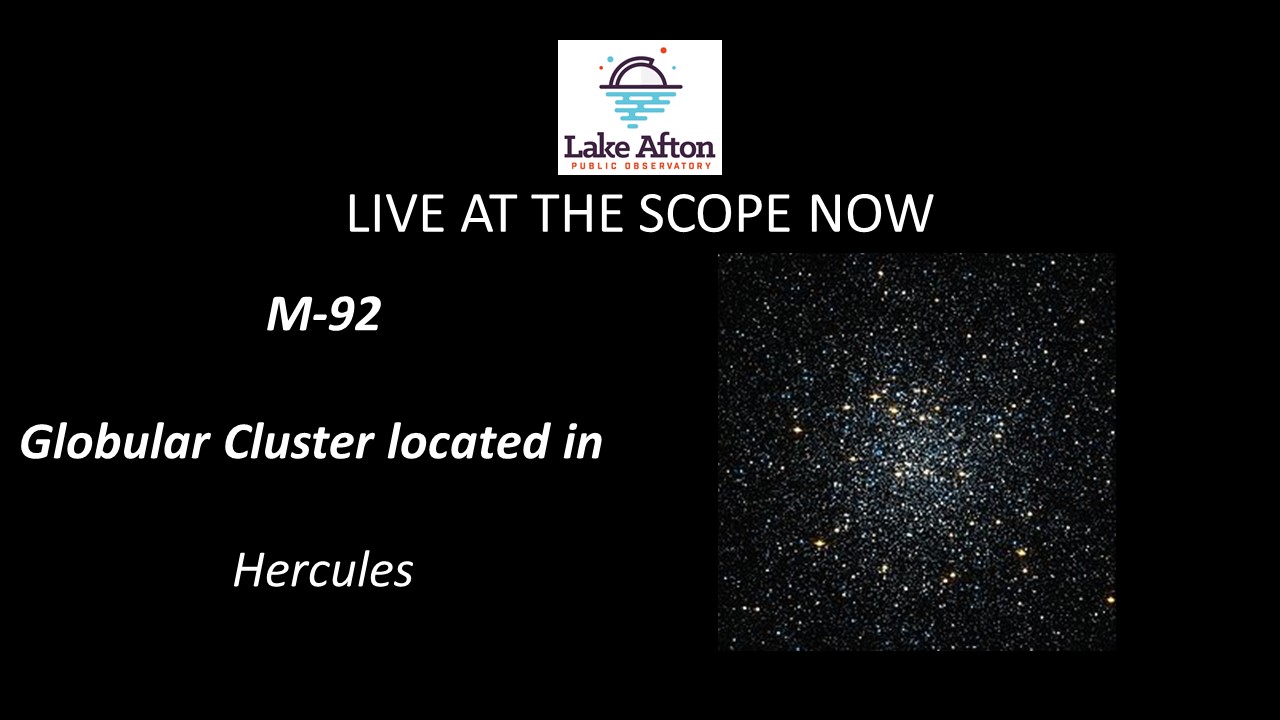 Lake Afton
PUBLIC OBSERVATORY
LIVE AT THE SCOPE NOW
M-92
Globular Cluster located in
Hercules